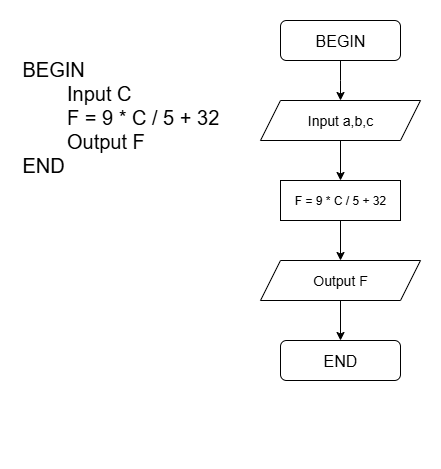 BEGIN
Input C
F = 9 * C / 5 + 32
Output F
END
BEGIN
Input a,b,c
F = 9 * C / 5 + 32
Output F
END